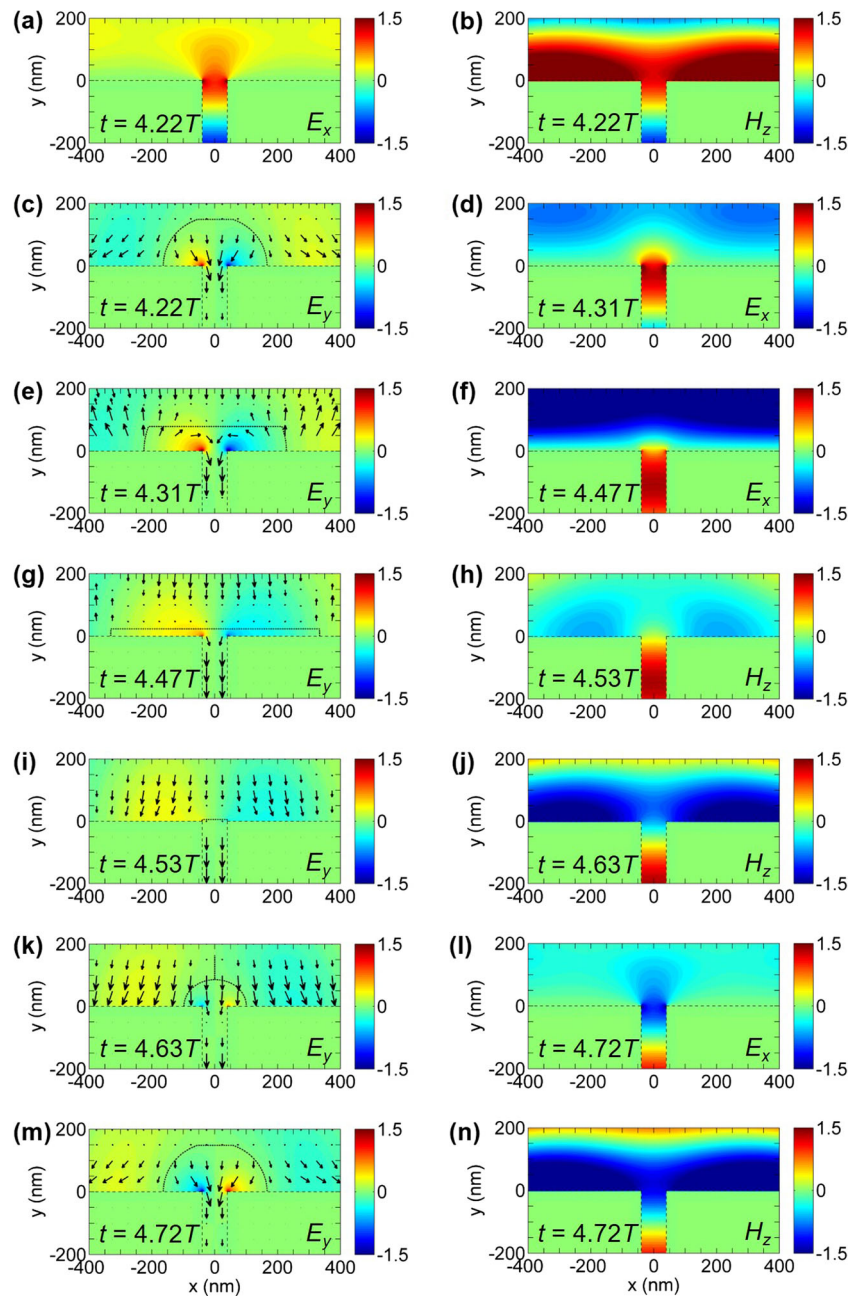 (a) y (nm) 200 0 -200 -400 -200 0 200 400 t = 4.22T Eₓ 1.5 0 -1.5
(b) y (nm) 200 0 -200 -400 -200 0 200 400 t = 4.22T H_z 1.5 0 -1.5
(c) y (nm) 200 0 -200 -400 -200 0 200 400 t = 4.22T E_y 1.5 0 -1.5
(d) y (nm) 200 0 -200 -400 -200 0 200 400 t = 4.31T Eₓ 1.5 0 -1.5
(e) y (nm) 200 0 -200 -400 -200 0 200 400 t = 4.31T E_y 1.5 0 -1.5
(f) y (nm) 200 0 -200 -400 -200 0 200 400 t = 4.47T Eₓ 1.5 0 -1.5
(g) y (nm) 200 0 -200 -400 -200 0 200 400 t = 4.47T E_y 1.5 0 -1.5
(h) y (nm) 200 0 -200 -400 -200 0 200 400 t = 4.53T H_z 1.5 0 -1.5
(i) y (nm) 200 0 -200 -400 -200 0 200 400 t = 4.53T E_y 1.5 0 -1.5
(j) y (nm) 200 0 -200 -400 -200 0 200 400 t = 4.63T H_z 1.5 0 -1.5
(k) y (nm) 200 0 -200 -400 -200 0 200 400 t = 4.63T E_y 1.5 0 -1.5
(l) y (nm) 200 0 -200 -400 -200 0 200 400 t = 4.72T Eₓ 1.5 0 -1.5
(m) y (nm) 200 0 -200 -400 -200 0 200 400 t = 4.72T E_y 1.5 0 -1.5 x (nm)
(n) y (nm) 200 0 -200 -400 -200 0 200 400 t = 4.72T H_z 1.5 0 -1.5 x (nm)